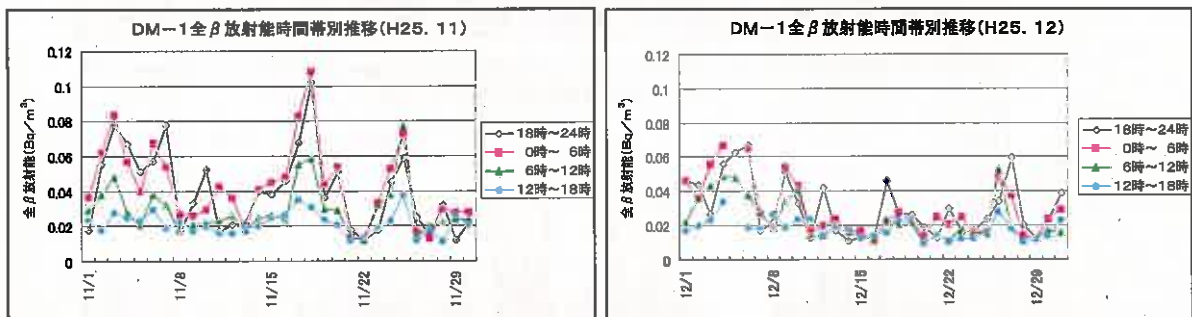 DM－1全β放射能時間帯別推移(H25. 11)
全β放射能(Bq／m³)
0.12
0.1
0.08
0.06
0.04
0.02
0
11/1
11/8
11/15
11/22
11/29
18時～24時
0時～ 6時
6時～12時
12時～18時
DM－1全β放射能時間帯別推移(H25. 12)
全β放射能(Bq／m³)
0.12
0.1
0.08
0.06
0.04
0.02
0
12/1
12/8
12/15
12/22
12/29
18時～24時
0時～ 6時
6時～12時
12時～18時